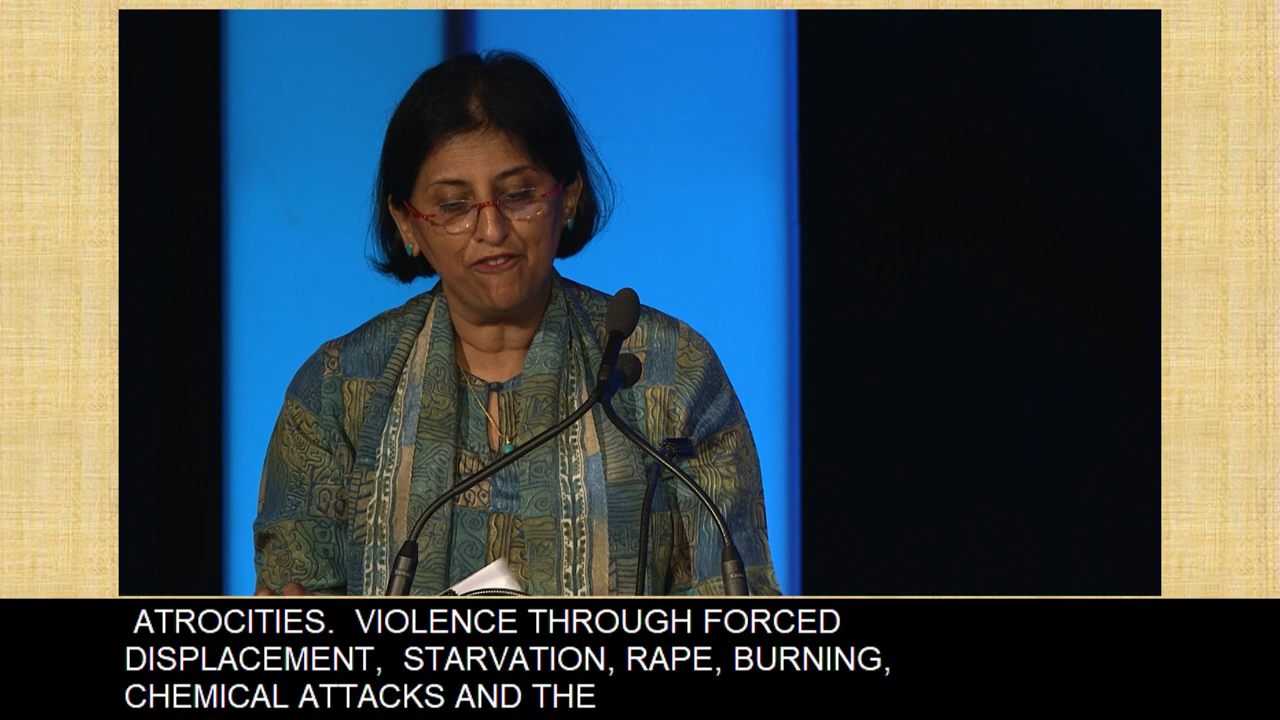 ATROCITIES.  VIOLENCE THROUGH FORCED
DISPLACEMENT,  STARVATION, RAPE, BURNING,
CHEMICAL ATTACKS AND THE